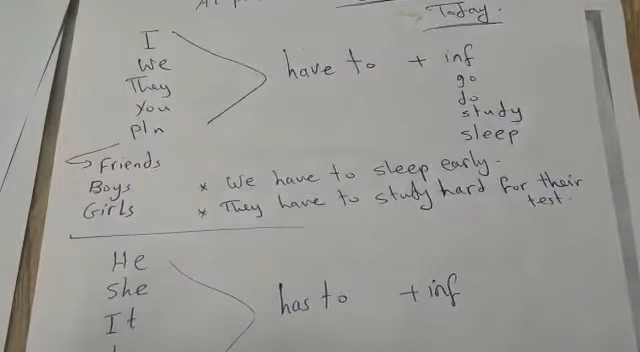 Today.
I
we
They
you
pln
have to + inf
go
do
study
sleep
Friends
Boys
Girls
* we have to sleep early.
* They have to study hard for their
test.
He
she
It
has to + inf